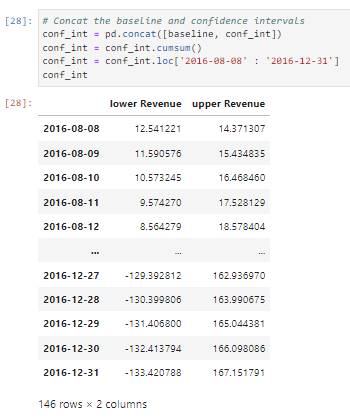 [28]: # Concat the baseline and confidence intervals
conf_int = pd.concat([baseline, conf_int])
conf_int = conf_int.cumsum()
conf_int = conf_int.loc['2016-08-08' : '2016-12-31']
conf_int
[28]:
lower Revenue upper Revenue
2016-08-08 12.541221 14.371307
2016-08-09 11.590576 15.434835
2016-08-10 10.573245 16.468460
2016-08-11 9.574270 17.528129
2016-08-12 8.564279 18.578404
... ... ...
2016-12-27 -129.392812 162.936970
2016-12-28 -130.399806 163.990675
2016-12-29 -131.406800 165.044381
2016-12-30 -132.413794 166.098086
2016-12-31 -133.420788 167.151791
146 rows × 2 columns